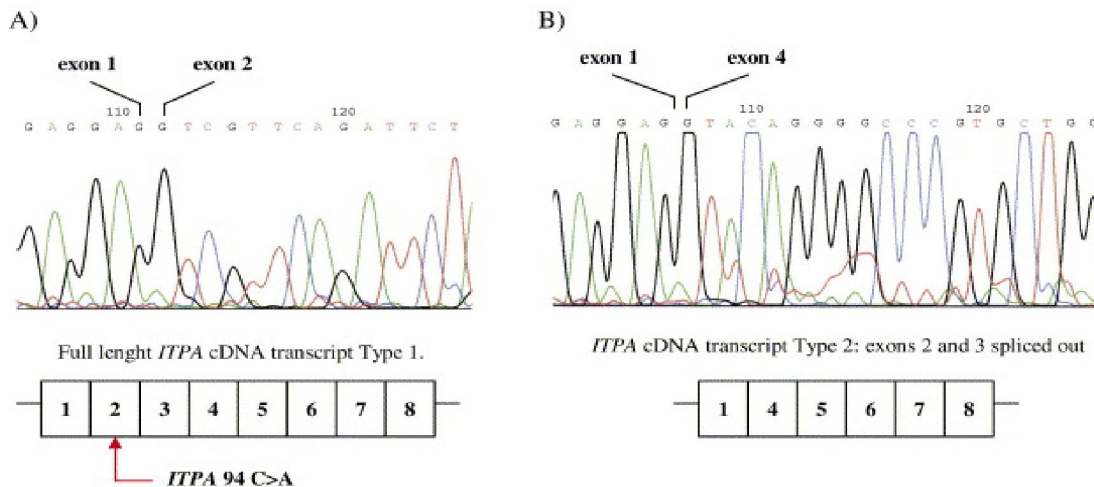 A)
exon 1 exon 2
110 120
G A G G A G G T C G T T C A G A T T C T
Full lenght ITPA cDNA transcript Type 1.
1 2 3 4 5 6 7 8
ITPA 94 C>A
B)
exon 1 exon 4
110 120
G A G G A G G T A C A G G G G C C C G T G C T G G
ITPA cDNA transcript Type 2: exons 2 and 3 spliced out
1 4 5 6 7 8